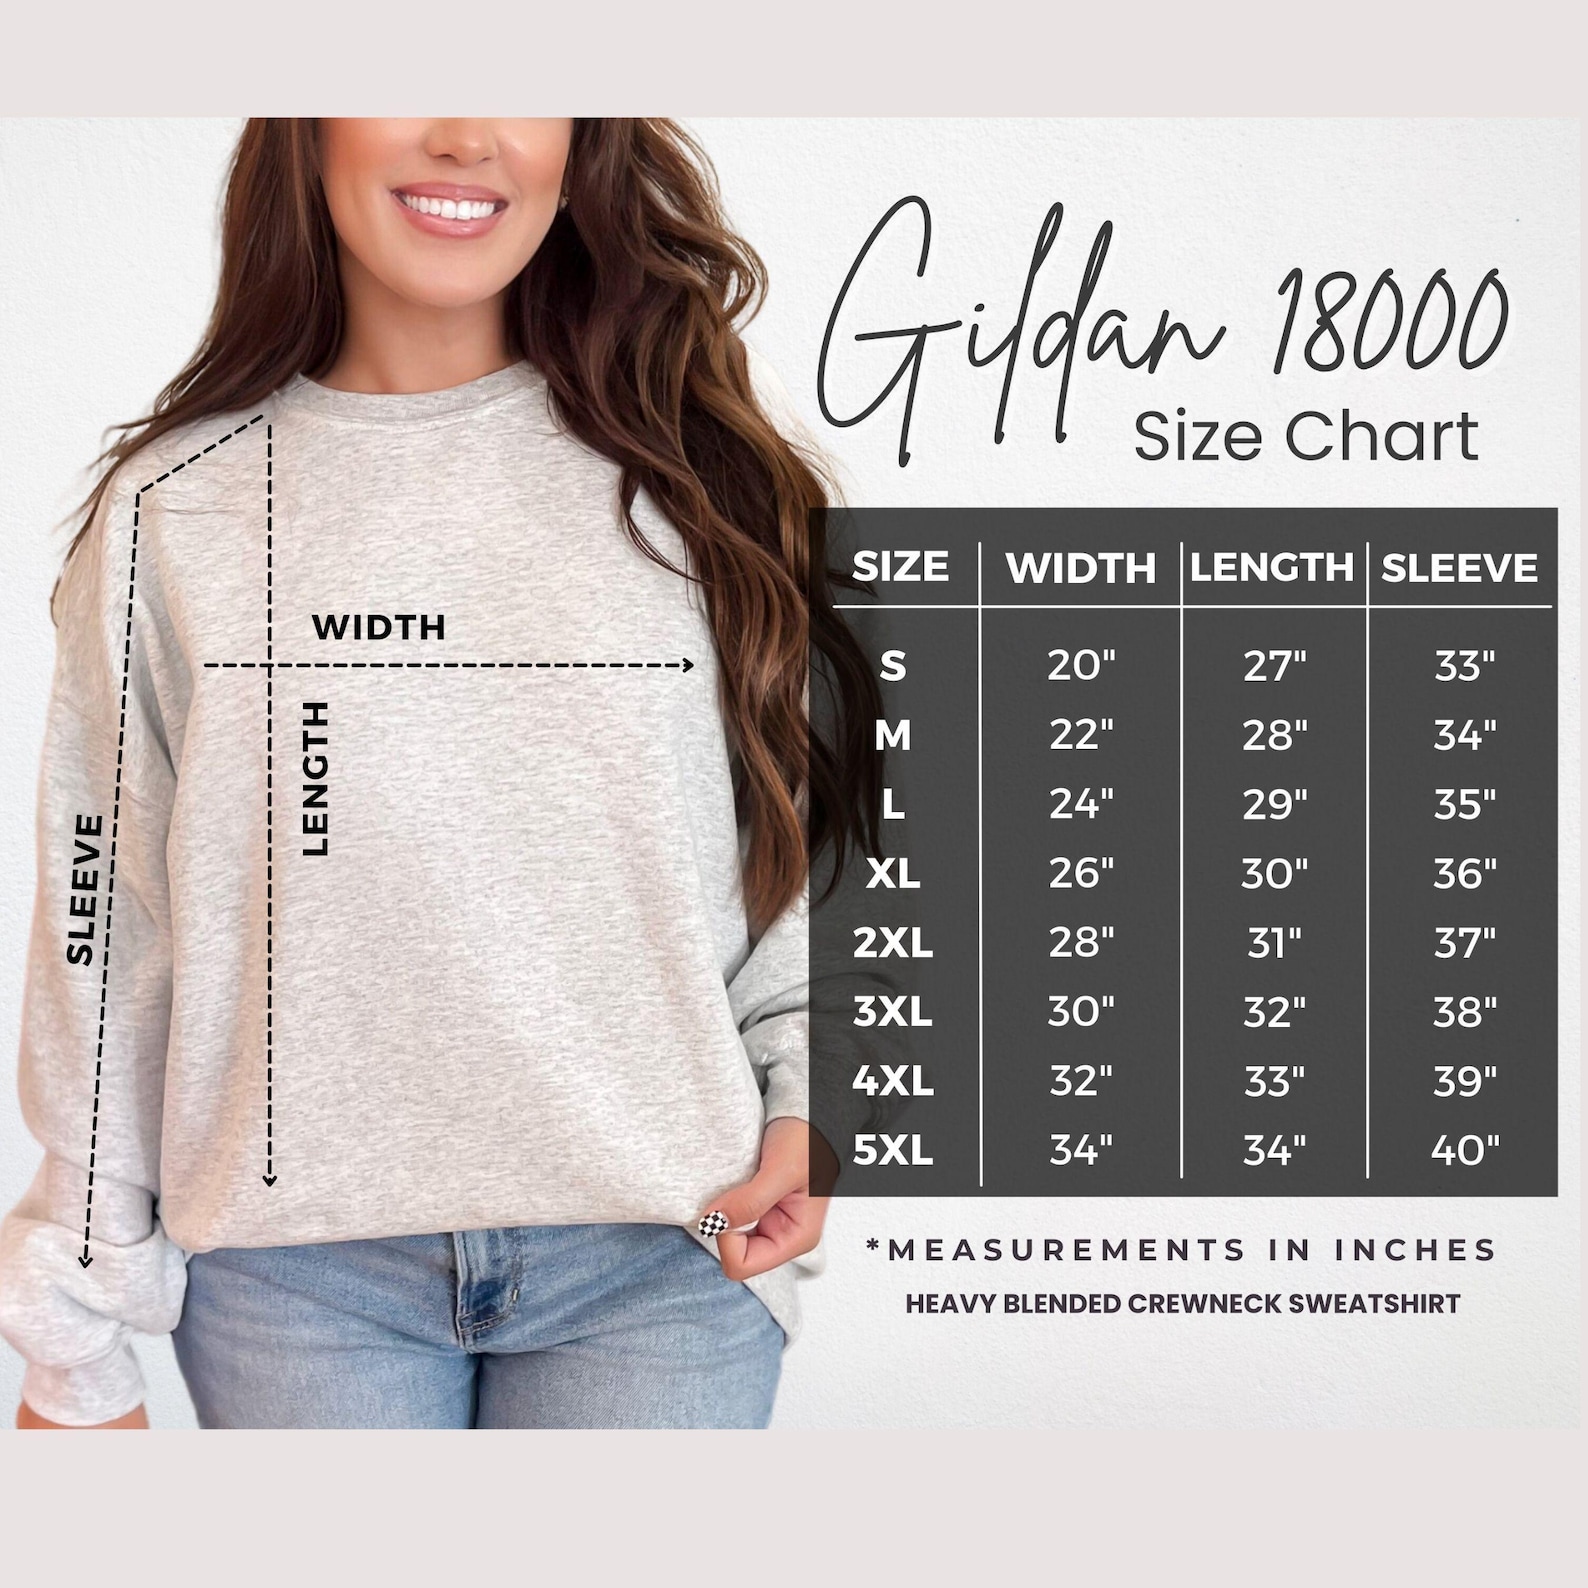 Gildan 18000
Size Chart
SIZE WIDTH LENGTH SLEEVE
S 20" 27" 33"
M 22" 28" 34"
L 24" 29" 35"
XL 26" 30" 36"
2XL 28" 31" 37"
3XL 30" 32" 38"
4XL 32" 33" 39"
5XL 34" 34" 40"
*MEASUREMENTS IN INCHES
HEAVY BLENDED CREWNECK SWEATSHIRT
WIDTH
LENGTH
SLEEVE